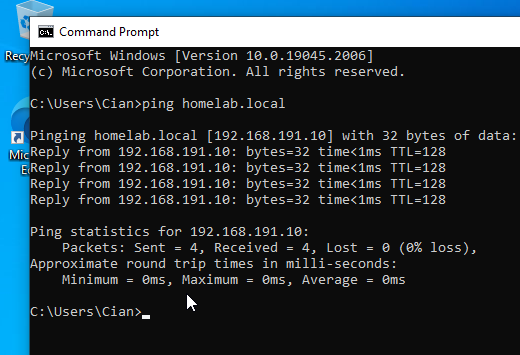 Command Prompt
Recy
Microsoft Windows [Version 10.0.19045.2006]
(c) Microsoft Corporation. All rights reserved.
C:\Users\Cian>ping homelab.local
Pinging homelab.local [192.168.191.10] with 32 bytes of data:
Reply from 192.168.191.10: bytes=32 time<1ms TTL=128
Reply from 192.168.191.10: bytes=32 time<1ms TTL=128
Reply from 192.168.191.10: bytes=32 time<1ms TTL=128
Reply from 192.168.191.10: bytes=32 time<1ms TTL=128
Mic
E
Ping statistics for 192.168.191.10:
Packets: Sent = 4, Received = 4, Lost = 0 (0% loss),
Approximate round trip times in milli-seconds:
Minimum = 0ms, Maximum = 0ms, Average = 0ms
C:\Users\Cian>